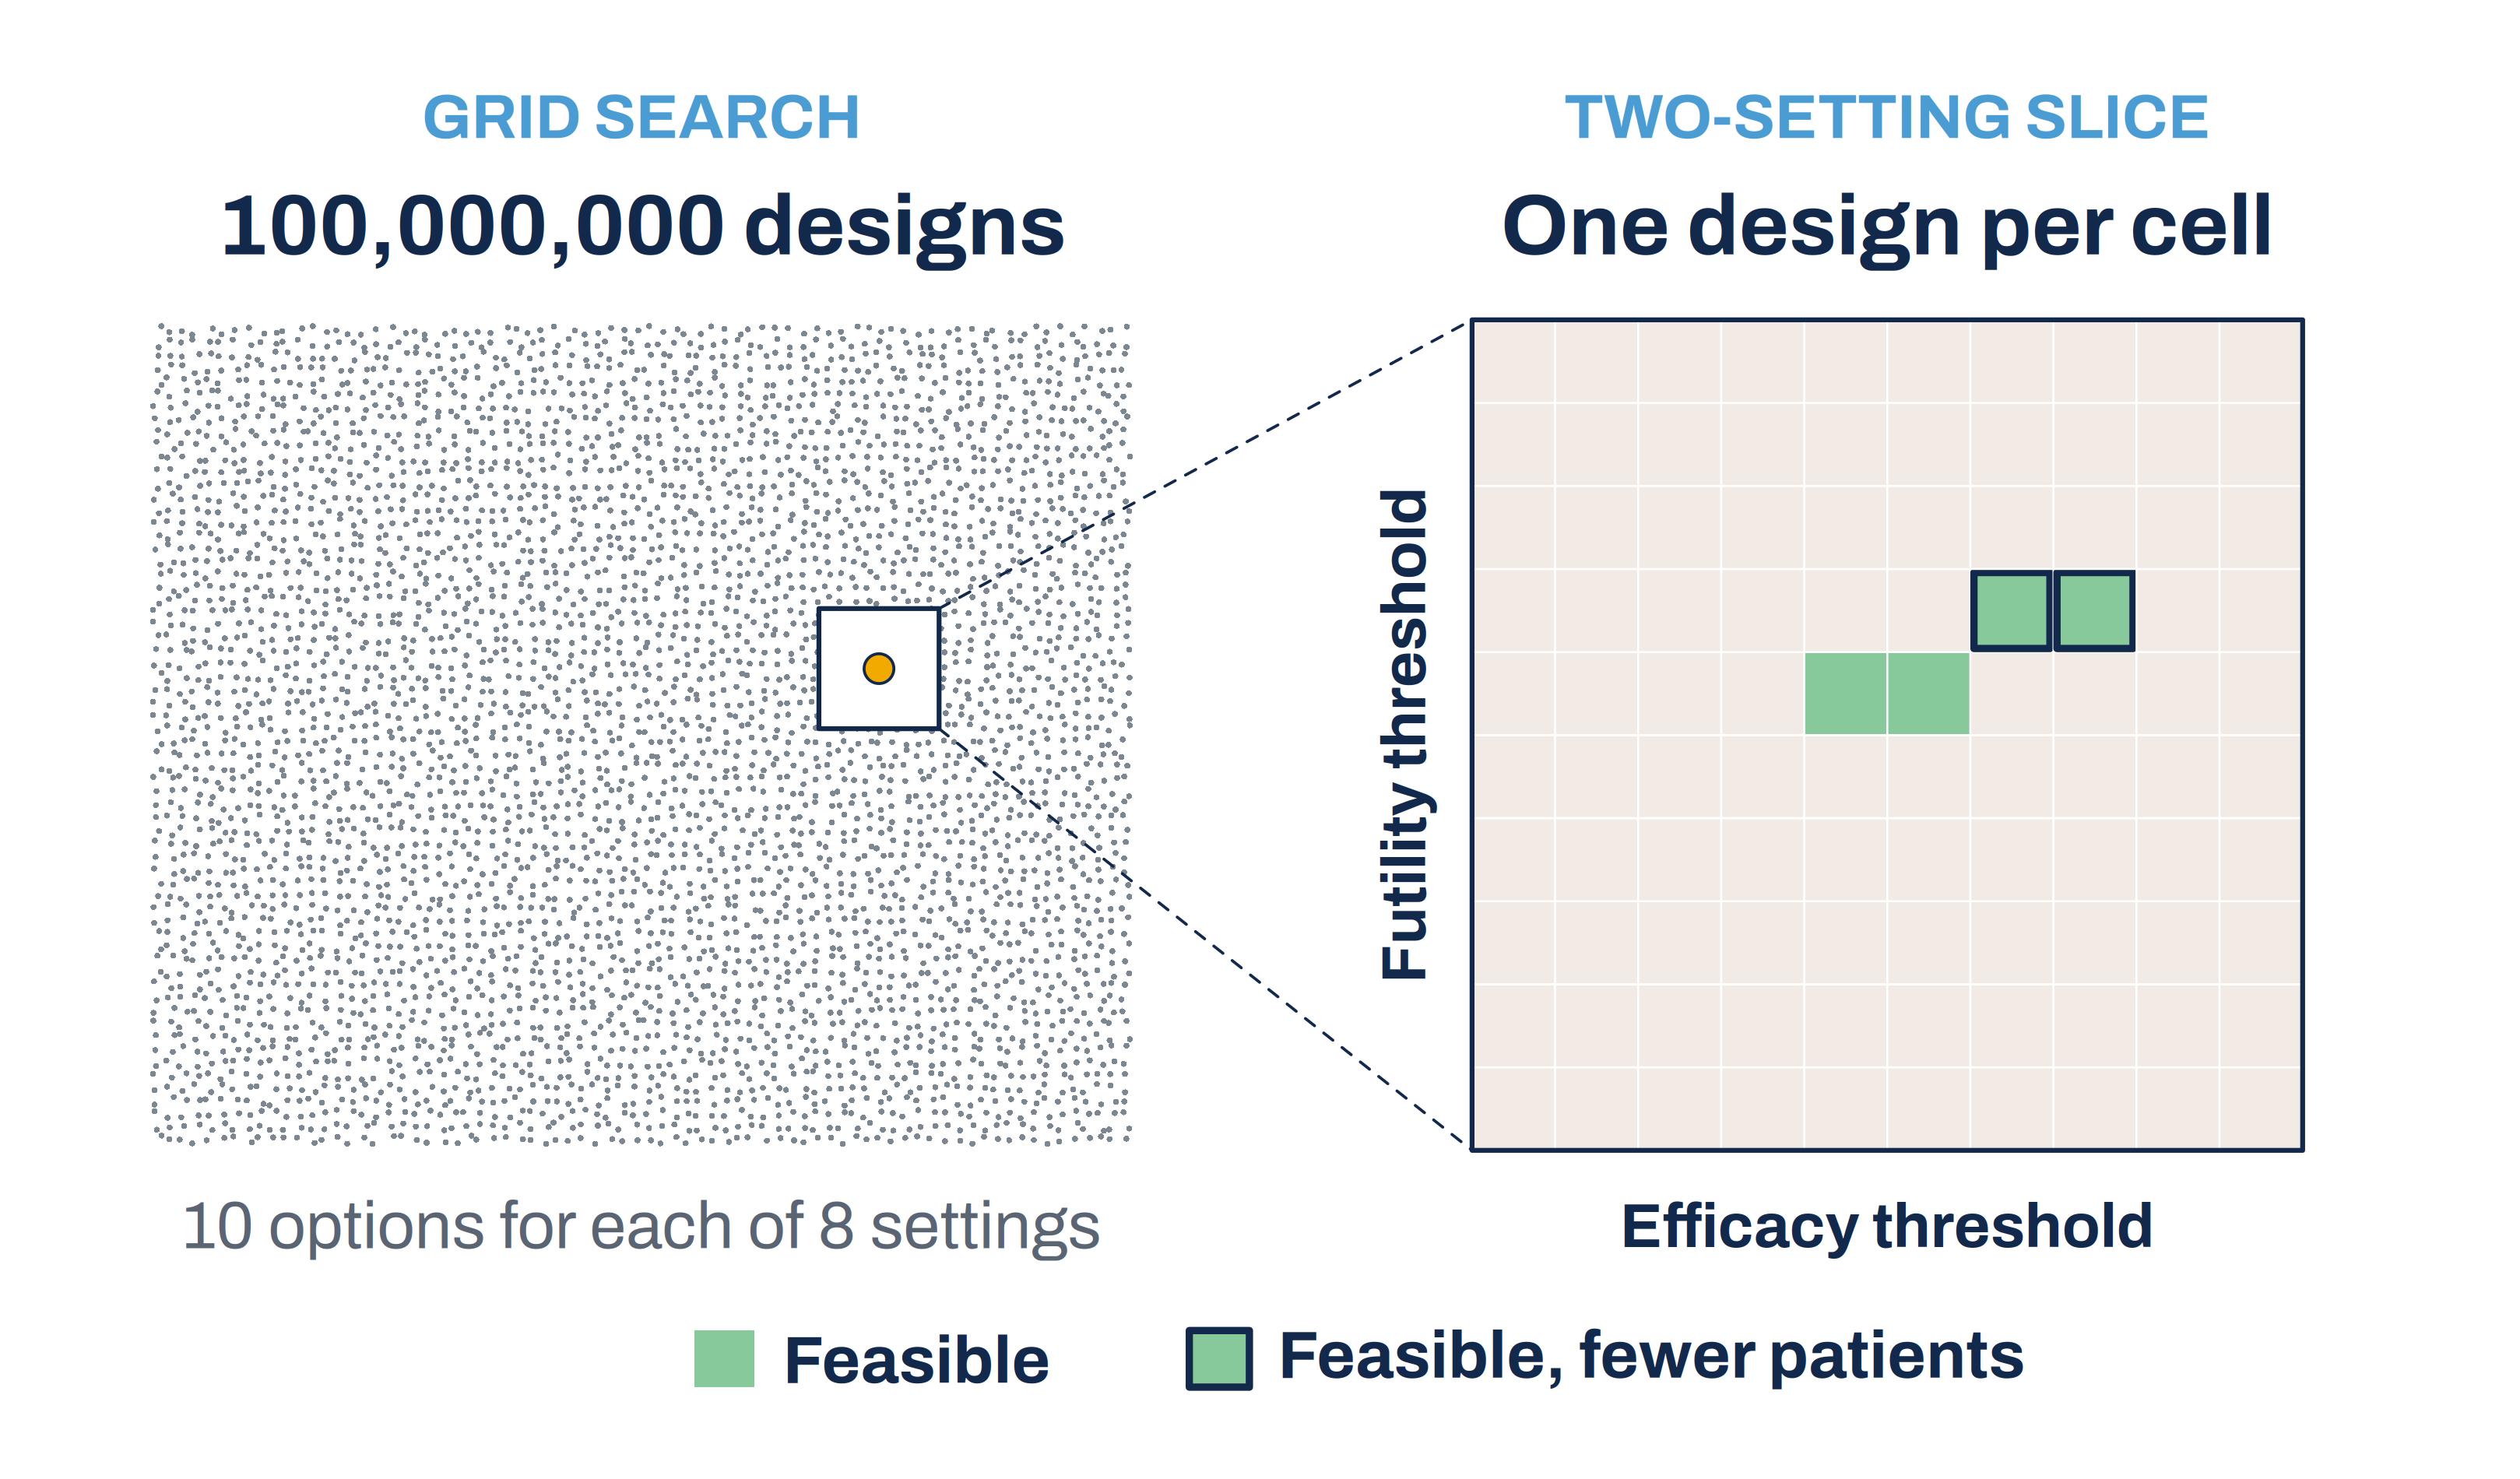 GRID SEARCH
100,000,000 designs
10 options for each of 8 settings
TWO-SETTING SLICE
One design per cell
Futility threshold
Efficacy threshold
Feasible
Feasible, fewer patients